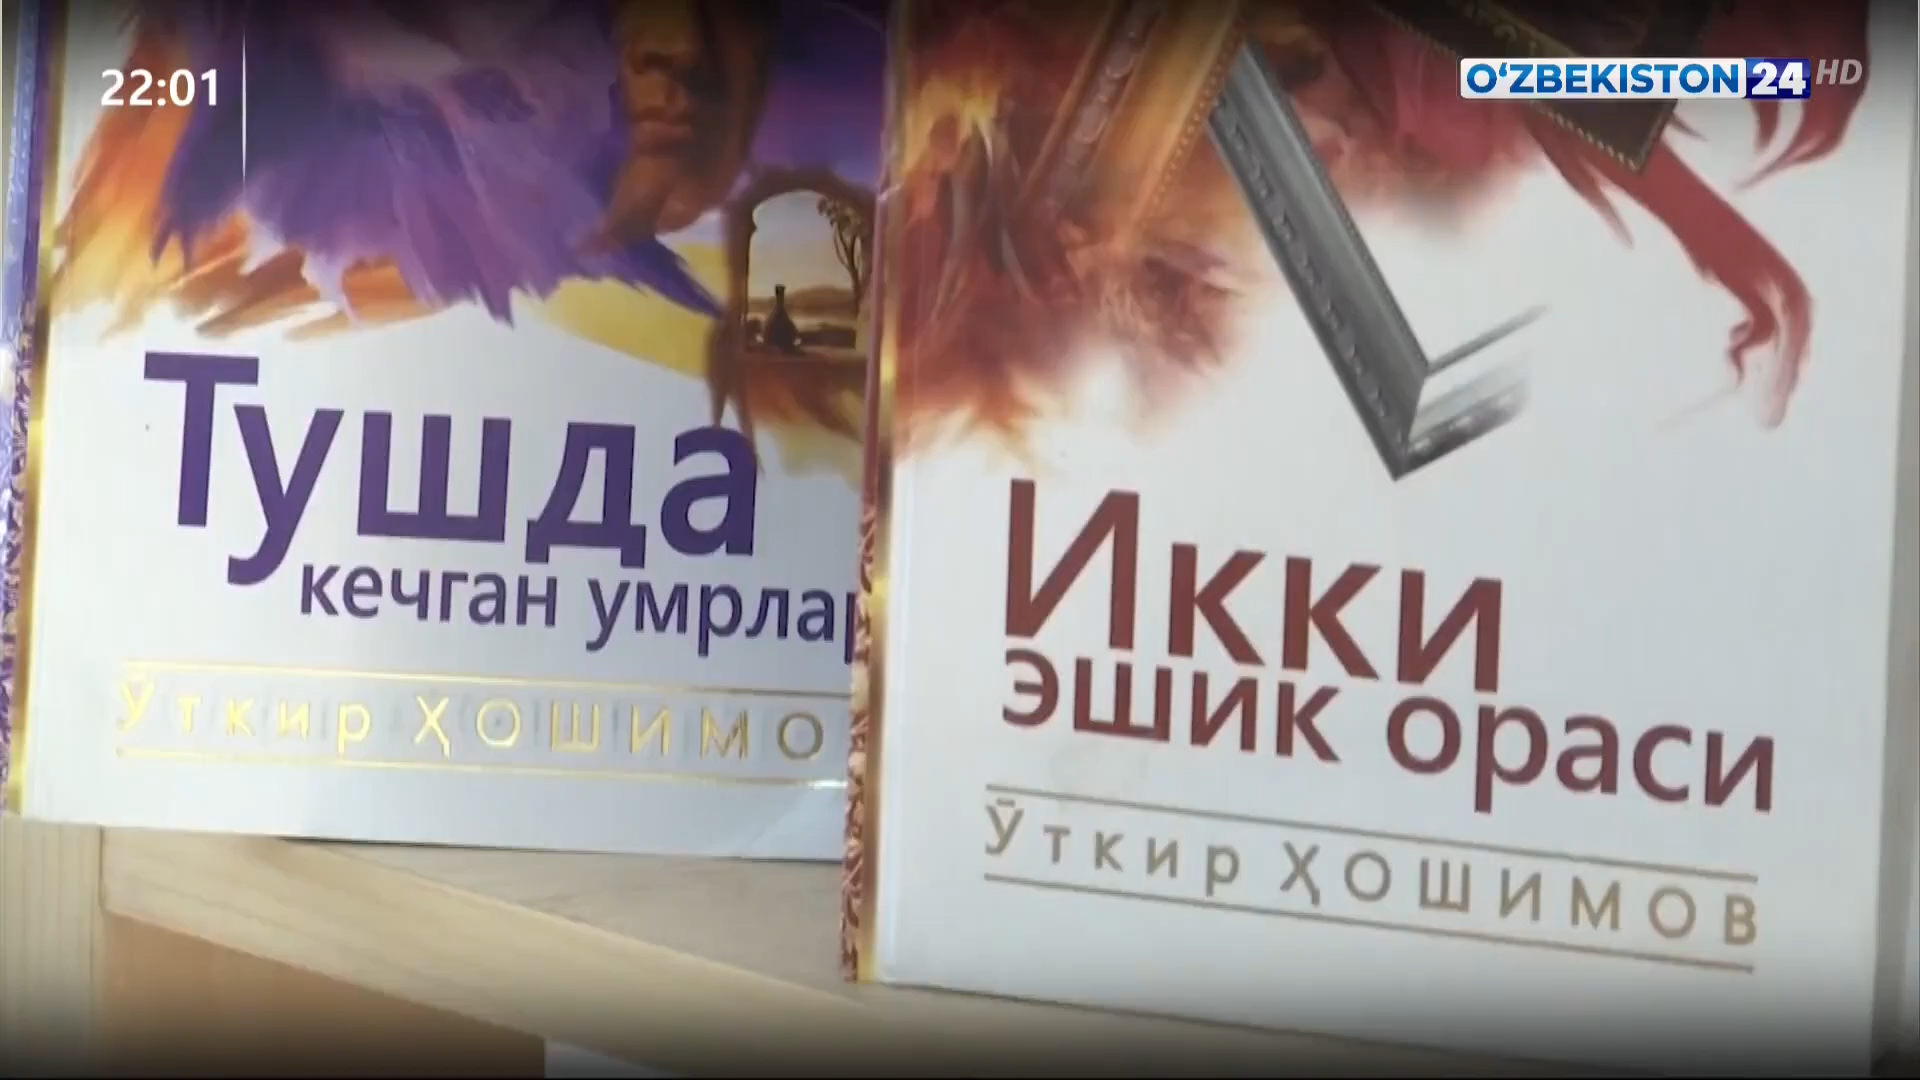 22:01
O‘ZBEKISTON 24 HD
Тушда
кечган умрлар
Ўткир ҲОШИМО
Икки
эшик ораси
Ўткир ҲОШИМОВ